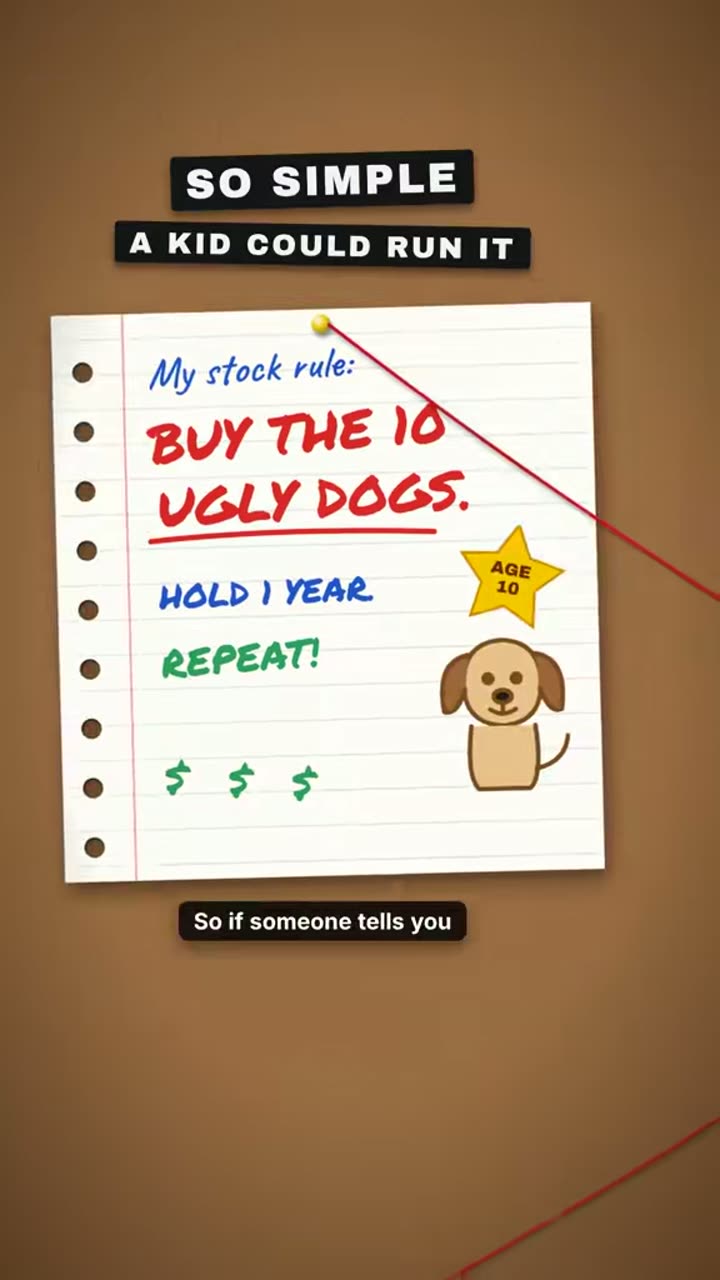 SO SIMPLE
A KID COULD RUN IT
My stock rule:
BUY THE 10
UGLY DOGS.
HOLD 1 YEAR
AGE
10
REPEAT!
$ $ $
So if someone tells you